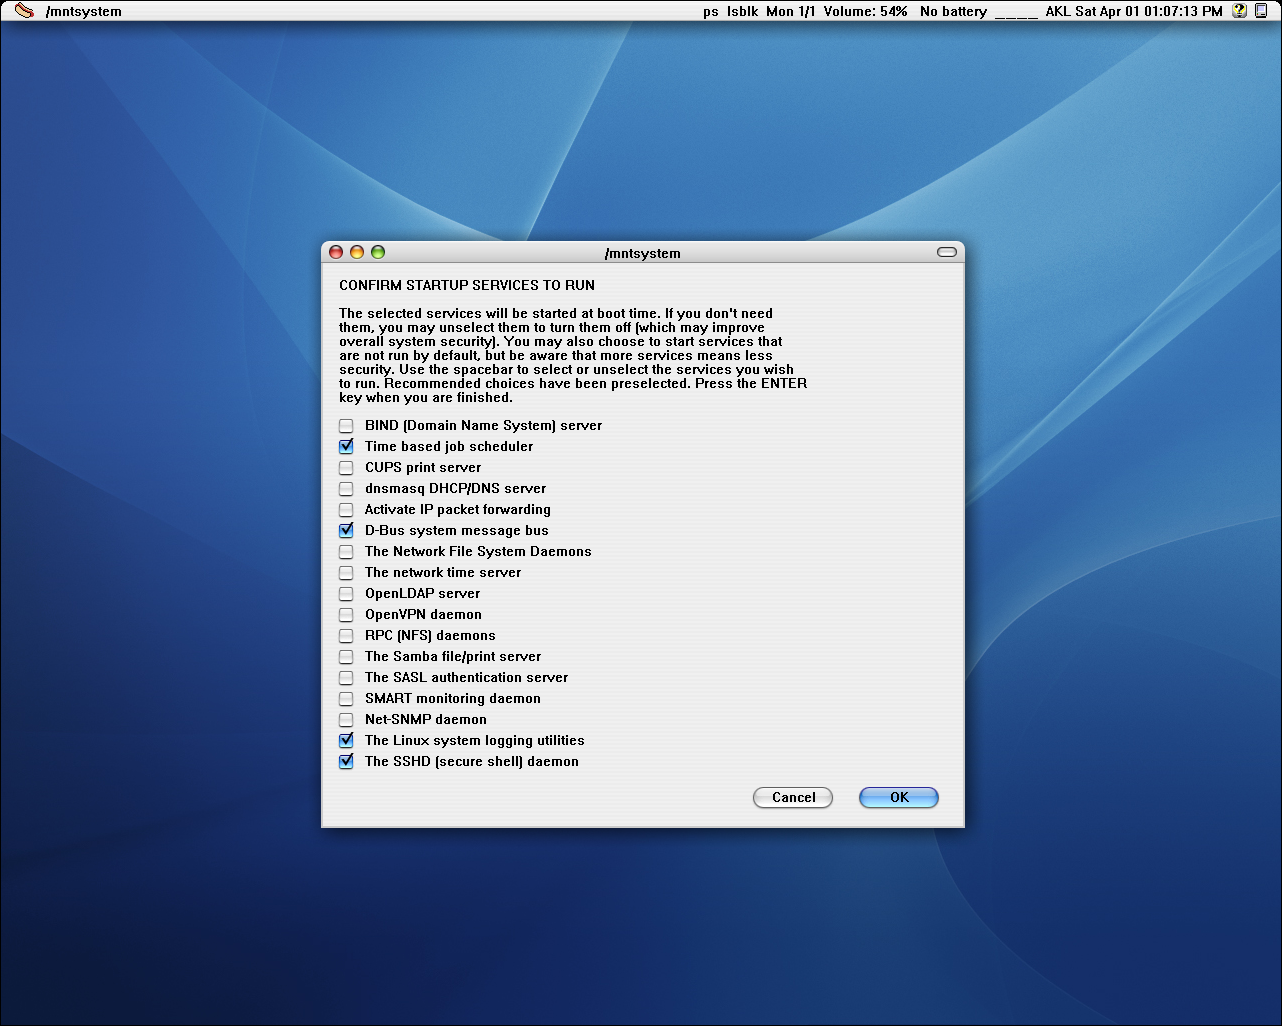 /mntsystem
ps lsblk Mon 1/1 Volume: 54% No battery ____ AKL Sat Apr 01 01:07:13 PM
/mntsystem
CONFIRM STARTUP SERVICES TO RUN
The selected services will be started at boot time. If you don't need
them, you may unselect them to turn them off (which may improve
overall system security). You may also choose to start services that
are not run by default, but be aware that more services means less
security. Use the spacebar to select or unselect the services you wish
to run. Recommended choices have been preselected. Press the ENTER
key when you are finished.
BIND (Domain Name System) server
Time based job scheduler
CUPS print server
dnsmasq DHCP/DNS server
Activate IP packet forwarding
D-Bus system message bus
The Network File System Daemons
The network time server
OpenLDAP server
OpenVPN daemon
RPC (NFS) daemons
The Samba file/print server
The SASL authentication server
SMART monitoring daemon
Net-SNMP daemon
The Linux system logging utilities
The SSHD (secure shell) daemon
Cancel
OK